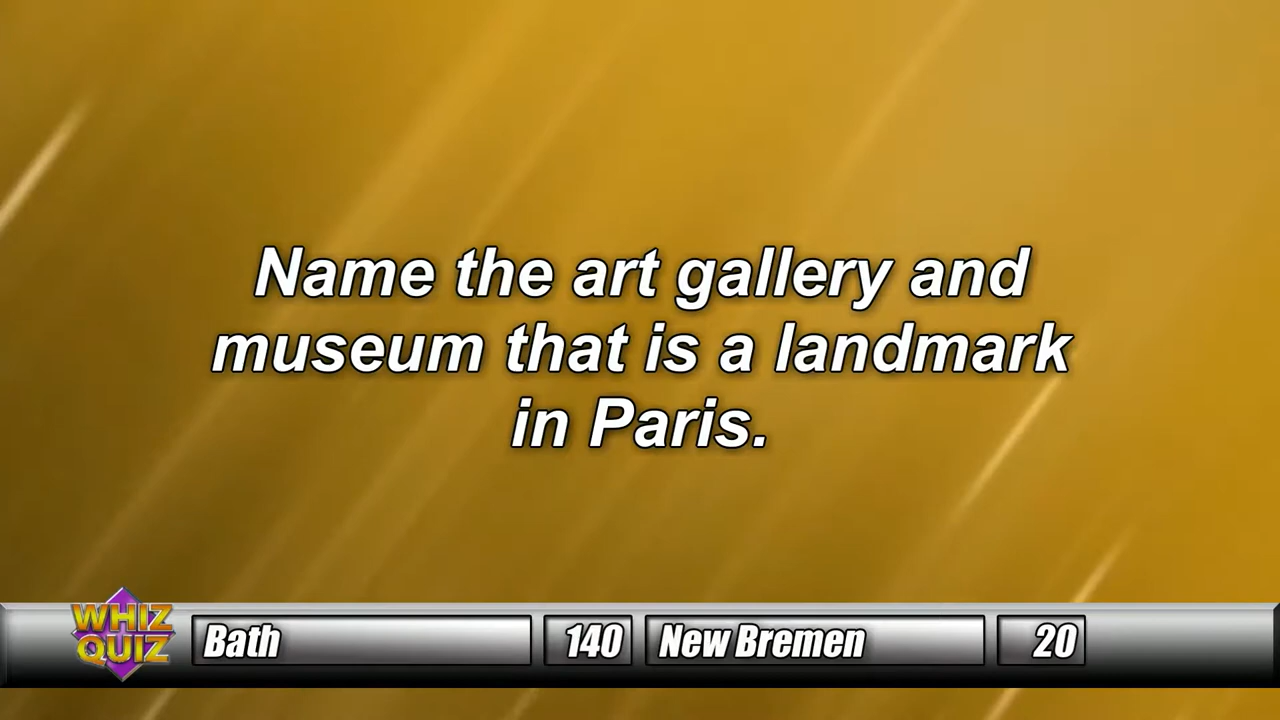 Name the art gallery and
museum that is a landmark
in Paris.
WHIZ
QUIZ
Bath 140 New Bremen 20